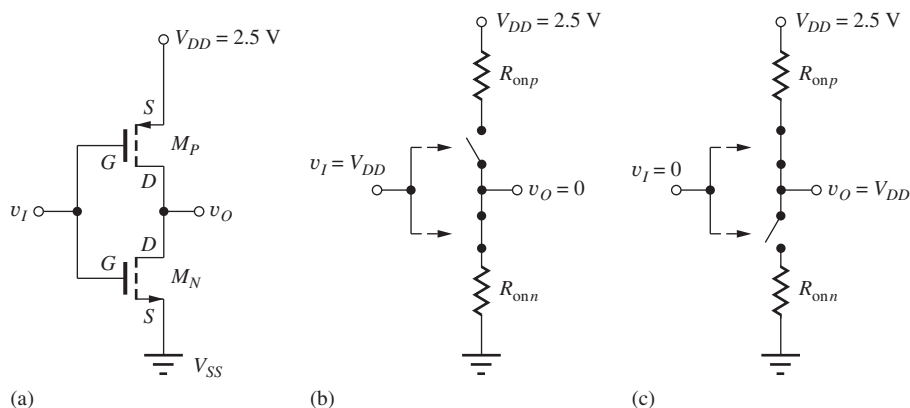 V_DD = 2.5 V
S
M_P
G
D
v_I
v_O
D
G
M_N
S
V_SS
(a)
V_DD = 2.5 V
R_onp
v_I = V_DD
v_O = 0
R_onn
(b)
V_DD = 2.5 V
R_onp
v_I = 0
v_O = V_DD
R_onn
(c)